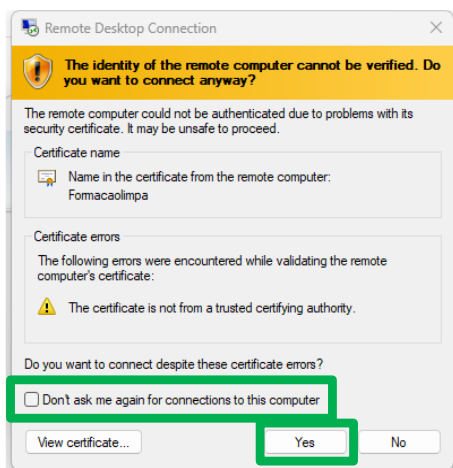 Remote Desktop Connection
The identity of the remote computer cannot be verified. Do
you want to connect anyway?
The remote computer could not be authenticated due to problems with its
security certificate. It may be unsafe to proceed.
Certificate name
Name in the certificate from the remote computer:
Formacaolimpa
Certificate errors
The following errors were encountered while validating the remote
computer's certificate:
The certificate is not from a trusted certifying authority.
Do you want to connect despite these certificate errors?
Don't ask me again for connections to this computer
View certificate...
Yes
No